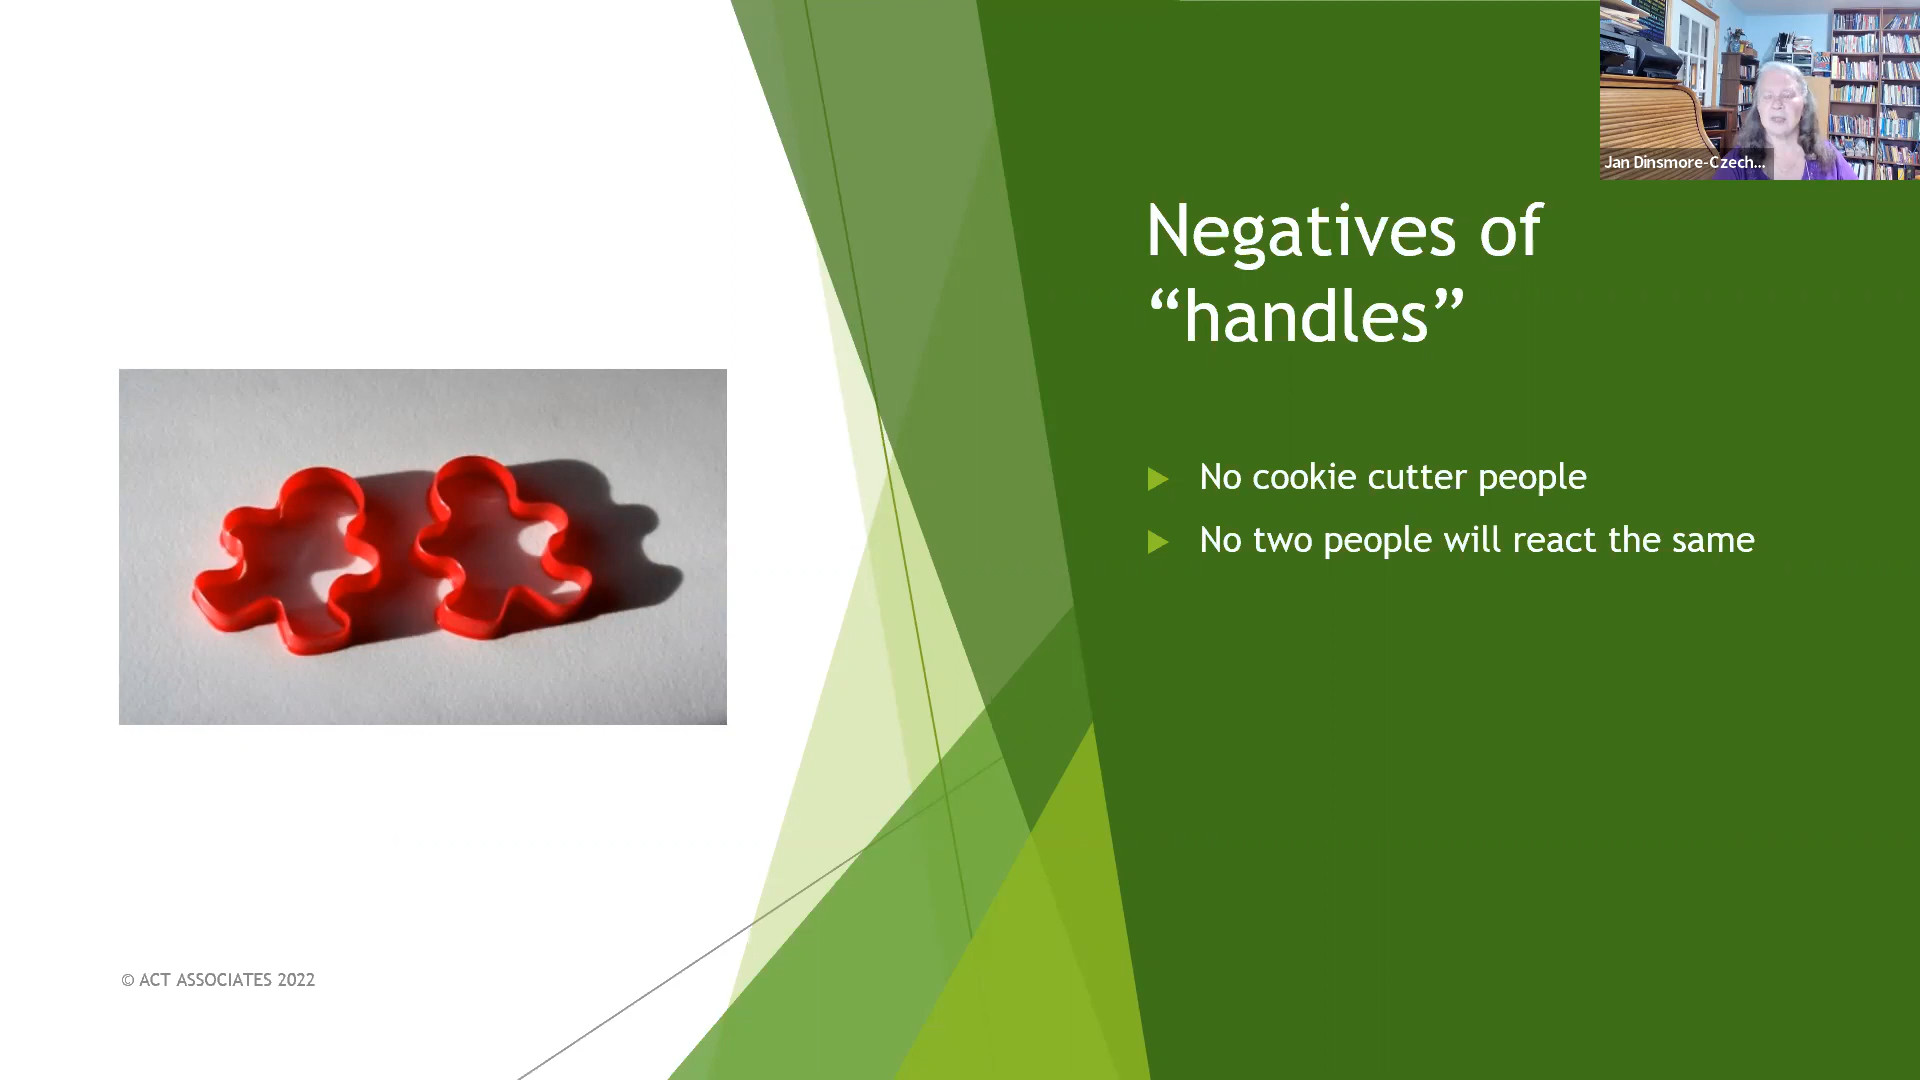 Jan Dinsmore-Czech...
Negatives of
“handles”
No cookie cutter people
No two people will react the same
© ACT ASSOCIATES 2022